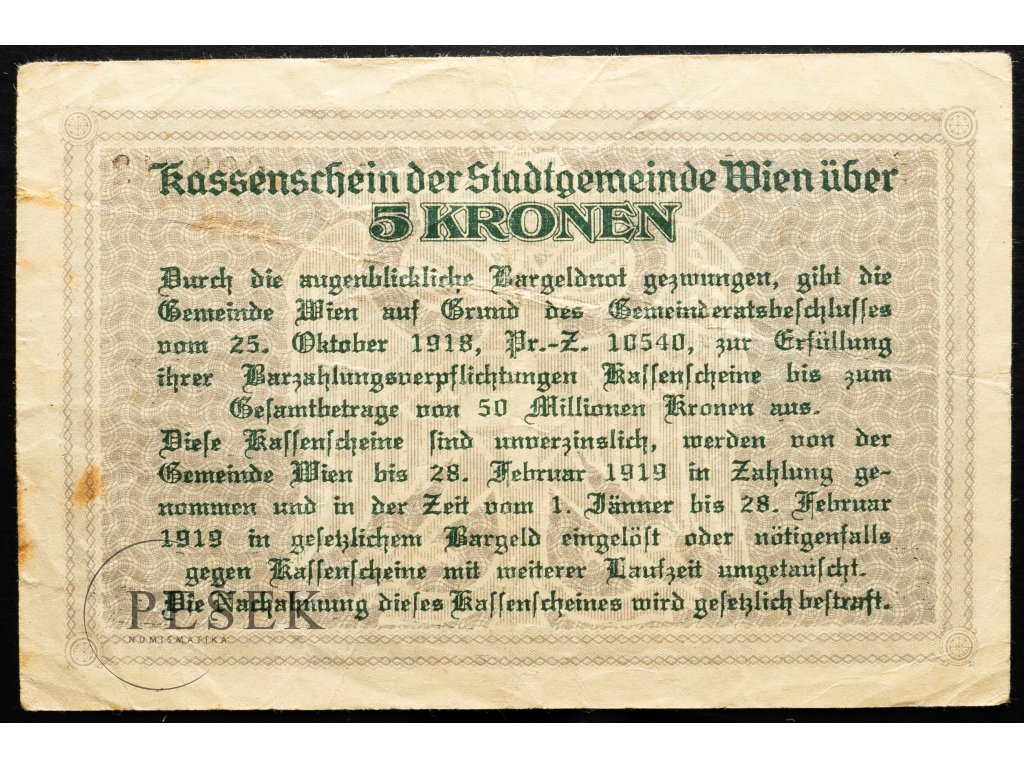 Kassenschein der Stadtgemeinde Wien über
5 KRONEN
Durch die augenblickliche Bargeldnot gezwungen, gibt die
Gemeinde Wien auf Grund des Gemeinderatsbeschlusses
vom 25. Oktober 1918, Pr.-Z. 10540, zur Erfüllung
ihrer Barzahlungsverpflichtungen Kassenscheine bis zum
Gesamtbetrage von 50 Millionen Kronen aus.
Diese Kassenscheine sind unverzinslich, werden von der
Gemeinde Wien bis 28. Februar 1919 in Zahlung ge-
nommen und in der Zeit vom 1. Jänner bis 28. Februar
1919 in gesetzlichem Bargeld eingelöst oder nötigenfalls
gegen Kassenscheine mit weiterer Laufzeit umgetauscht.
Die Nachahmung dieses Kassenscheines wird gesetzlich bestraft.
PESEK
NUMISMATIKA